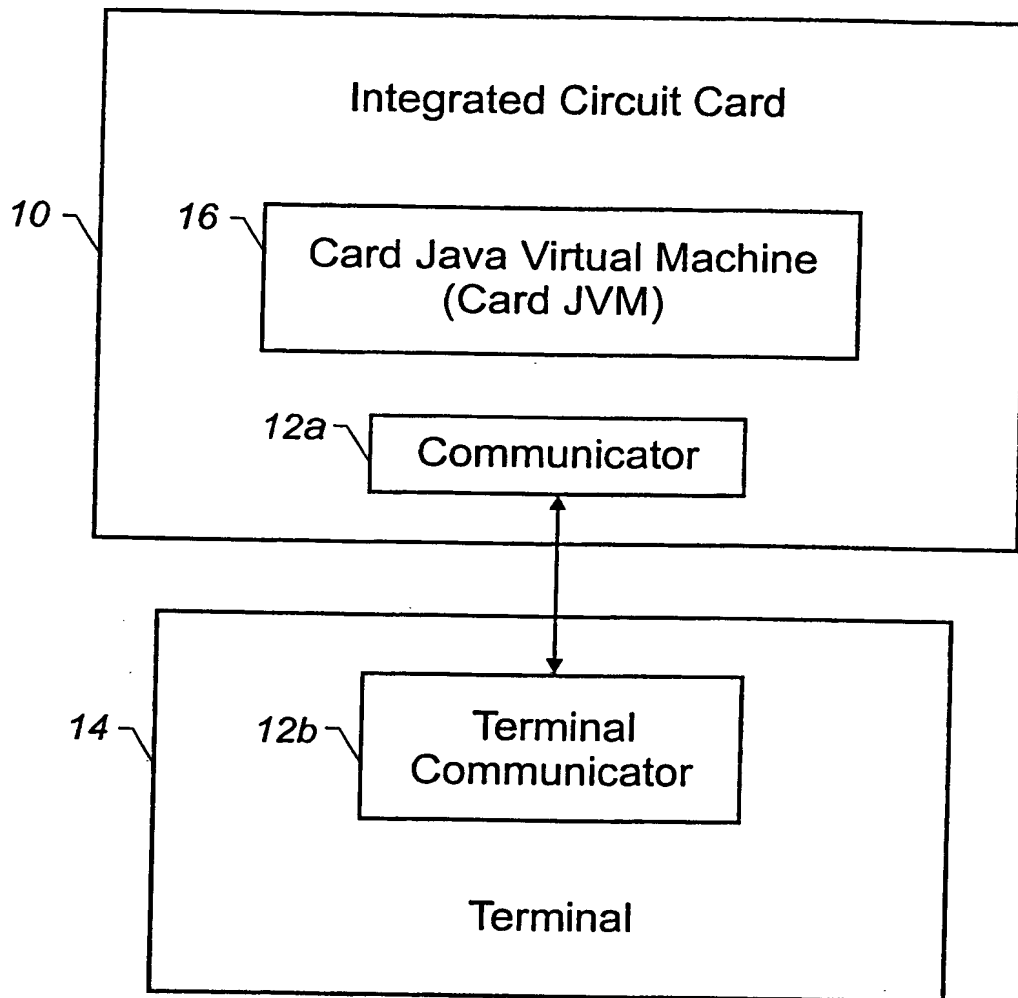 Integrated Circuit Card
10
16
Card Java Virtual Machine
(Card JVM)
12a
Communicator
14
12b
Terminal
Communicator
Terminal